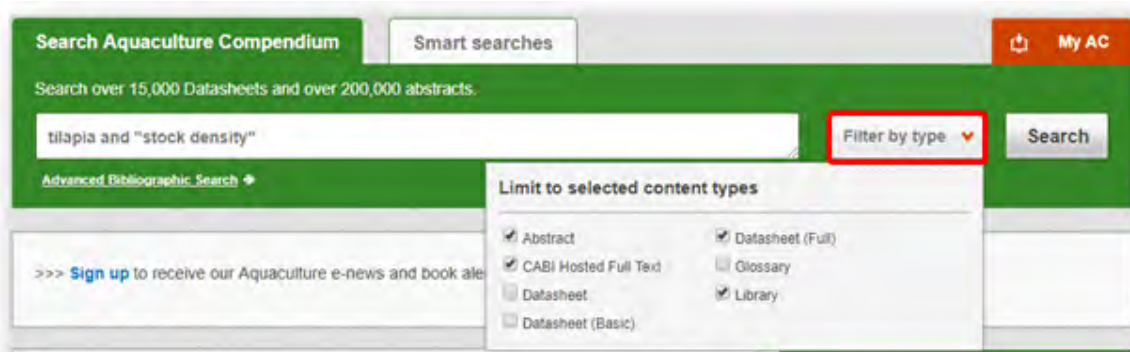 Search Aquaculture Compendium
Smart searches
My AC
Search over 15,000 Datasheets and over 200,000 abstracts.
tilapia and "stock density"
Filter by type
Search
Advanced Bibliographic Search
Limit to selected content types
Abstract
Datasheet (Full)
CABI Hosted Full Text
Glossary
Datasheet
Library
Datasheet (Basic)
>>> Sign up to receive our Aquaculture e-news and book ale